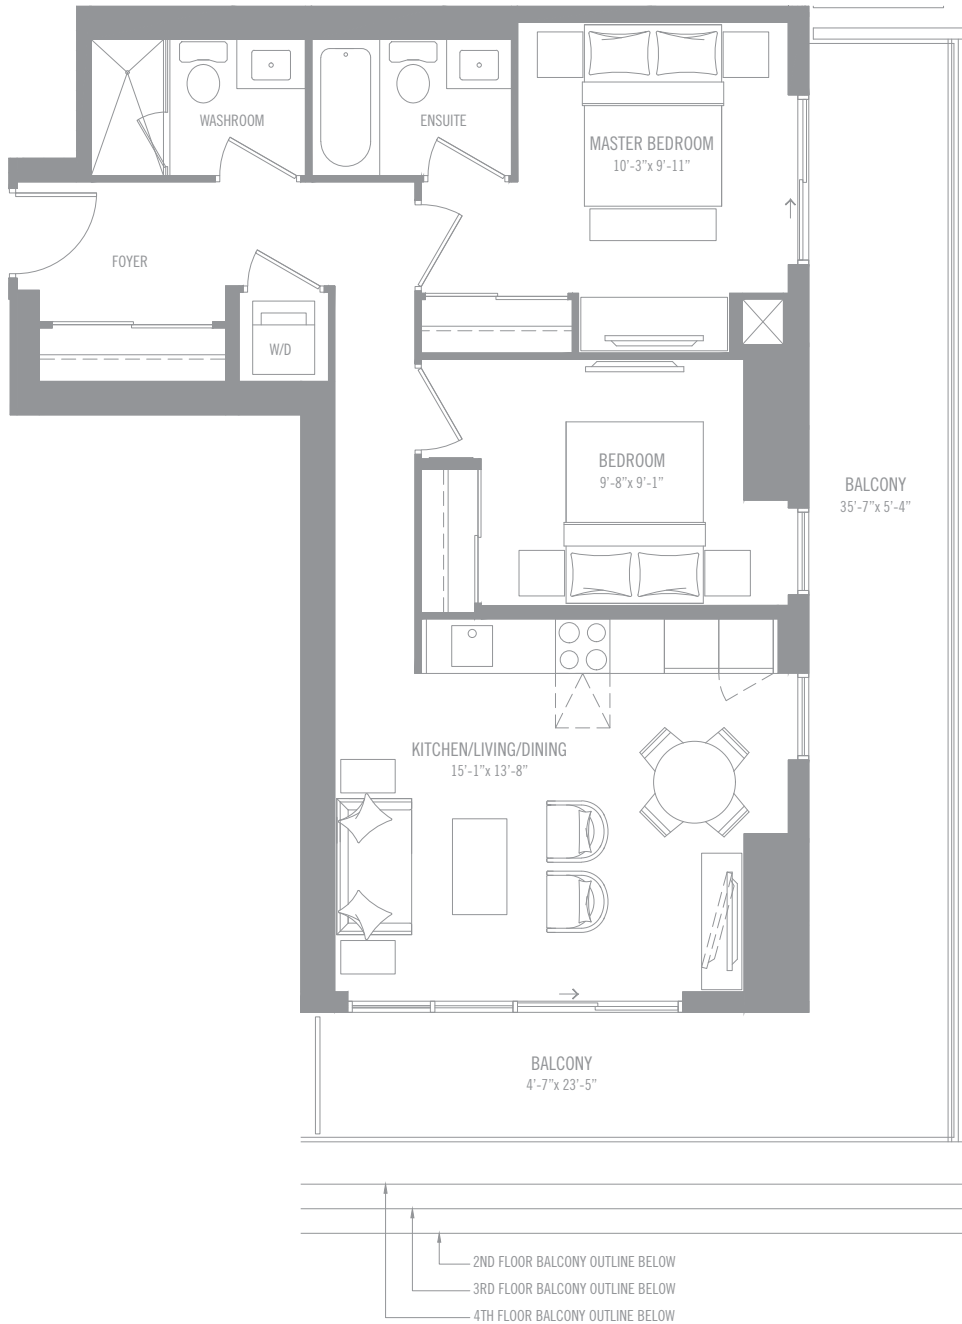 WASHROOM
ENSUITE
MASTER BEDROOM
10'-3"x 9'-11"
FOYER
W/D
BEDROOM
9'-8"x 9'-1"
BALCONY
35'-7"x 5'-4"
KITCHEN/LIVING/DINING
15'-1"x 13'-8"
BALCONY
4'-7"x 23'-5"
2ND FLOOR BALCONY OUTLINE BELOW
3RD FLOOR BALCONY OUTLINE BELOW
4TH FLOOR BALCONY OUTLINE BELOW